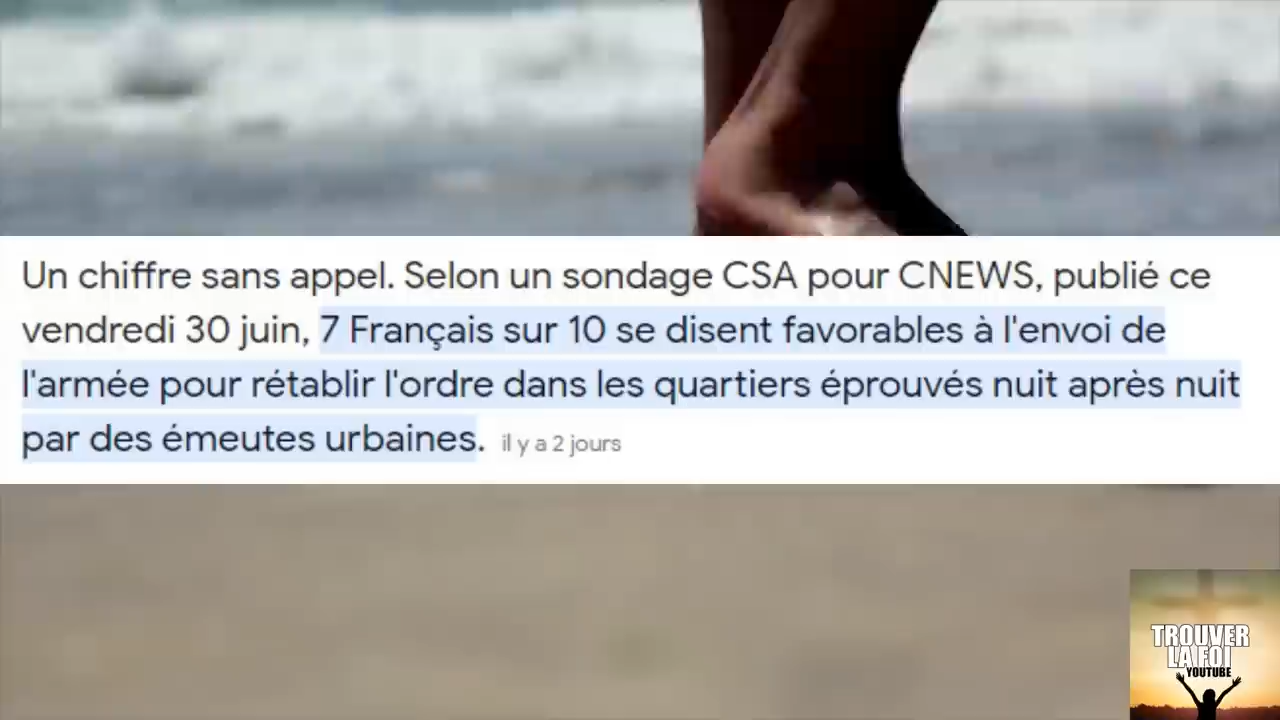 Un chiffre sans appel. Selon un sondage CSA pour CNEWS, publié ce
vendredi 30 juin, 7 Français sur 10 se disent favorables à l'envoi de
l'armée pour rétablir l'ordre dans les quartiers éprouvés nuit après nuit
par des émeutes urbaines. il y a 2 jours
TROUVER
LA FOI
YOUTUBE